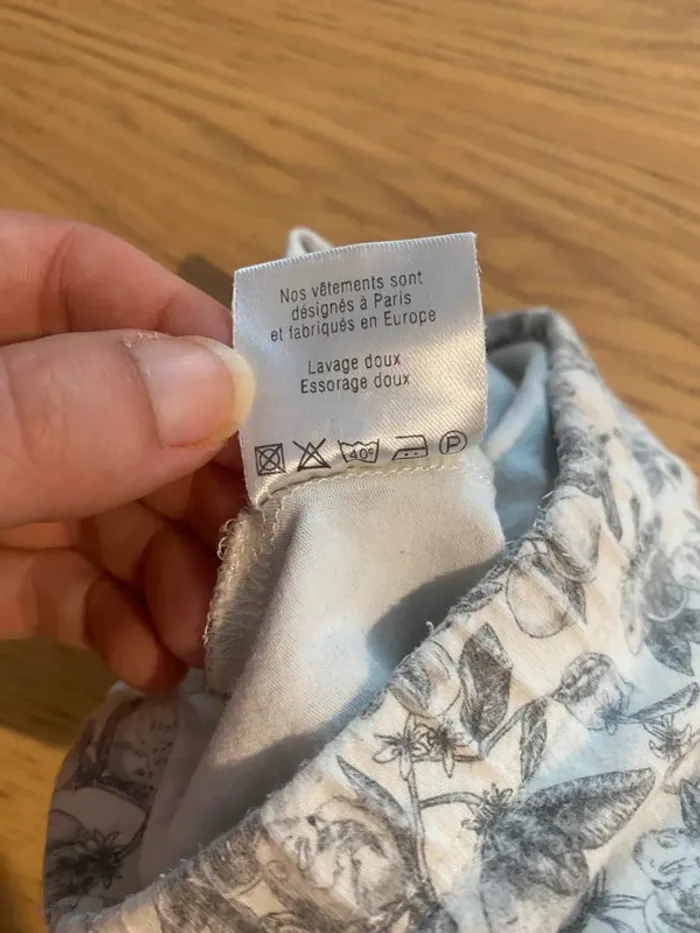 Nos vêtements sont
désignés à Paris
et fabriqués en Europe
Lavage doux
Essorage doux
40° P